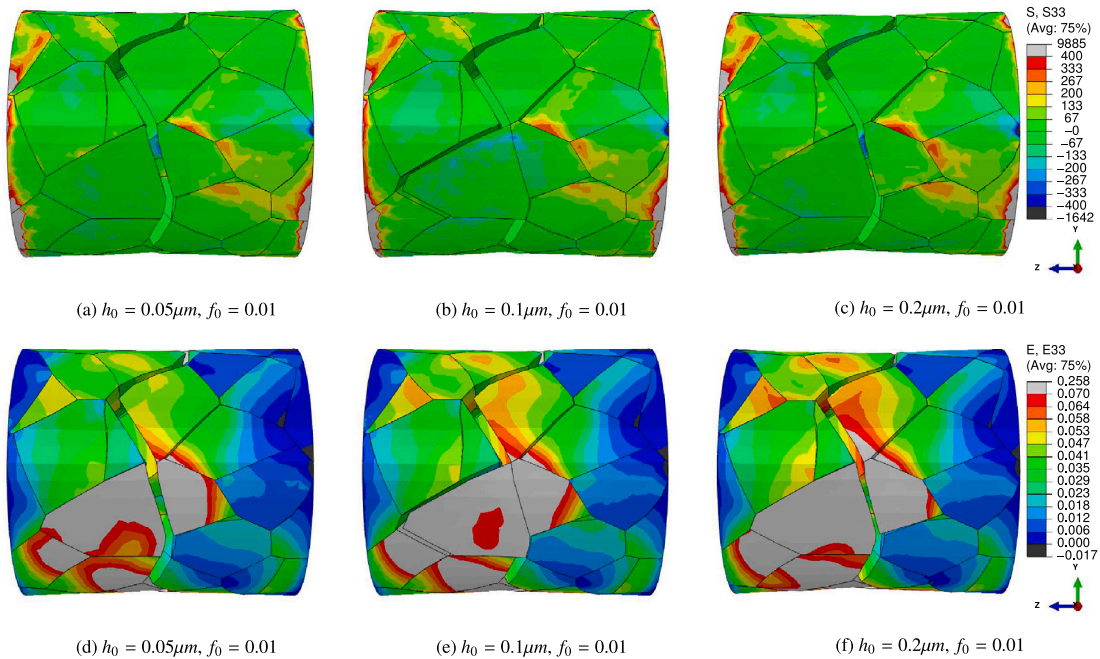 S, S33
(Avg: 75%)
9885
400
333
267
200
133
67
−0
−67
−133
−200
−267
−333
−400
−1642
Y
Z
(a) h₀ = 0.05μm, f₀ = 0.01
(b) h₀ = 0.1μm, f₀ = 0.01
(c) h₀ = 0.2μm, f₀ = 0.01
E, E33
(Avg: 75%)
0.258
0.070
0.064
0.058
0.053
0.047
0.041
0.035
0.029
0.023
0.018
0.012
0.006
0.000
−0.017
Y
Z
(d) h₀ = 0.05μm, f₀ = 0.01
(e) h₀ = 0.1μm, f₀ = 0.01
(f) h₀ = 0.2μm, f₀ = 0.01